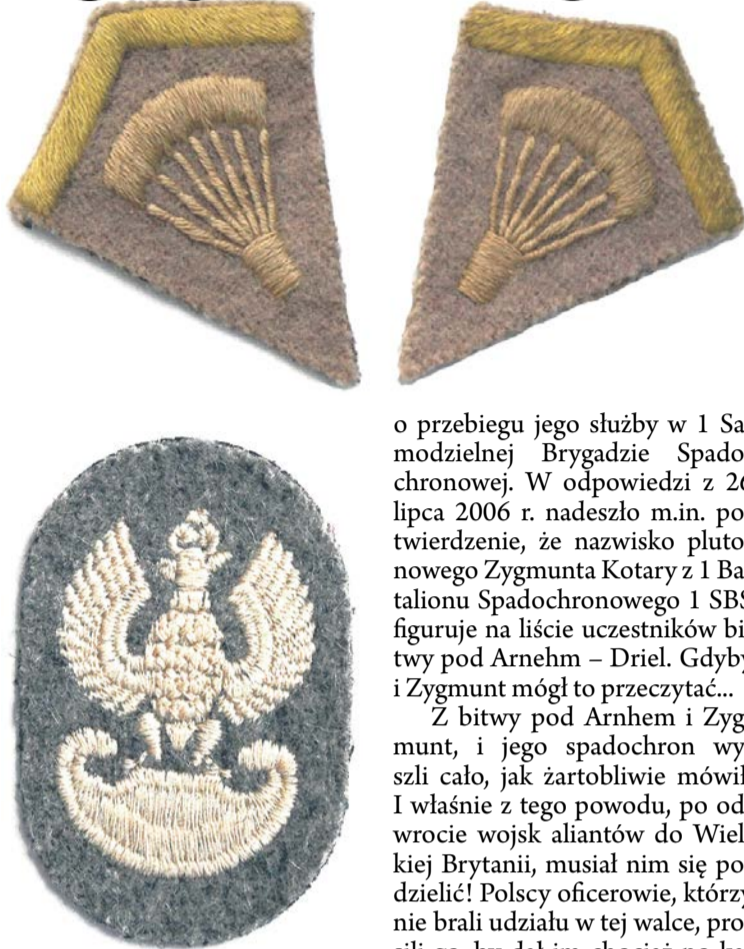 o przebiegu jego służby w 1 Sa
modzielnej Brygadzie Spado
chronowej. W odpowiedzi z 26
lipca 2006 r. nadeszło m.in. po
twierdzenie, że nazwisko pluto
nowego Zygmunta Kotary z 1 Ba
talionu Spadochronowego 1 SBS
figuruje na liście uczestników bi
twy pod Arnehm – Driel. Gdyby
i Zygmunt mógł to przeczytać...
Z bitwy pod Arnhem i Zyg
munt, i jego spadochron wy
szli cało, jak żartobliwie mówił
I właśnie z tego powodu, po od
wrocie wojsk aliantów do Wiel
kiej Brytanii, musiał nim się po
dzielić! Polscy oficerowie, którzy
nie brali udziału w tej walce, pro